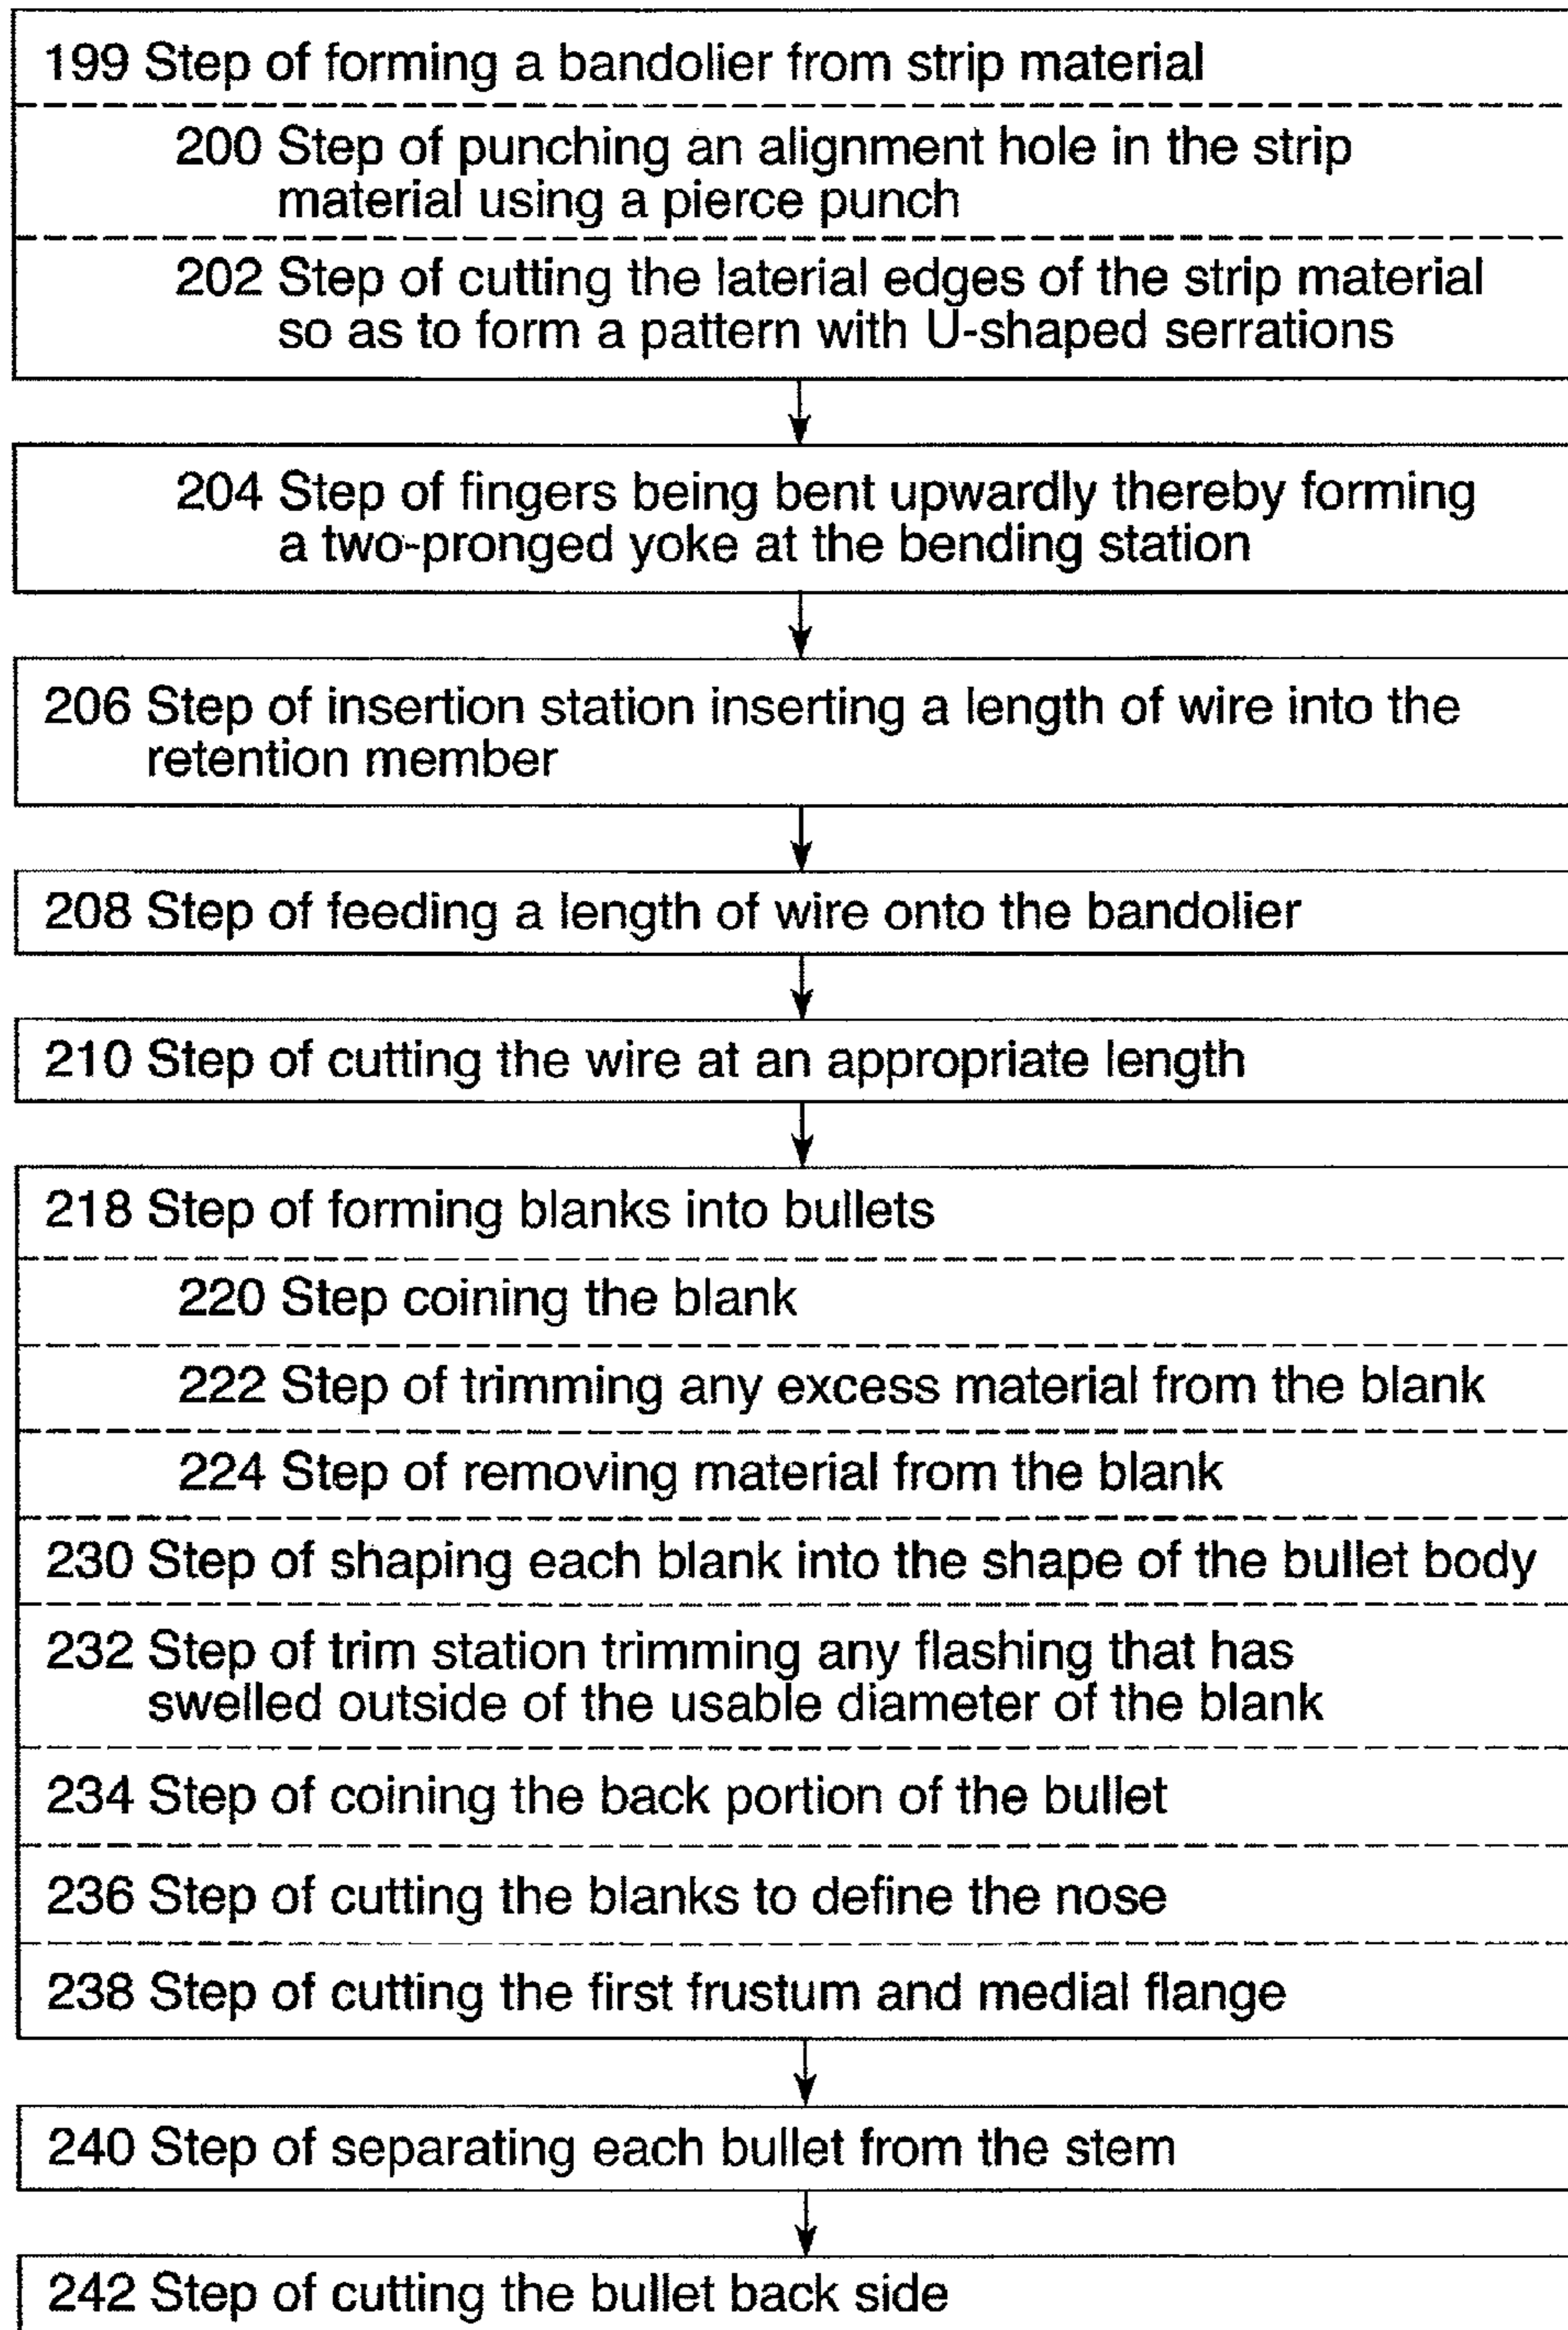 199 Step of forming a bandolier from strip material
200 Step of punching an alignment hole in the strip
material using a pierce punch
202 Step of cutting the laterial edges of the strip material
so as to form a pattern with U-shaped serrations
204 Step of fingers being bent upwardly thereby forming
a two-pronged yoke at the bending station
206 Step of insertion station inserting a length of wire into the
retention member
208 Step of feeding a length of wire onto the bandolier
210 Step of cutting the wire at an appropriate length
218 Step of forming blanks into bullets
220 Step coining the blank
222 Step of trimming any excess material from the blank
224 Step of removing material from the blank
230 Step of shaping each blank into the shape of the bullet body
232 Step of trim station trimming any flashing that has
swelled outside of the usable diameter of the blank
234 Step of coining the back portion of the bullet
236 Step of cutting the blanks to define the nose
238 Step of cutting the first frustum and medial flange
240 Step of separating each bullet from the stem
242 Step of cutting the bullet back side